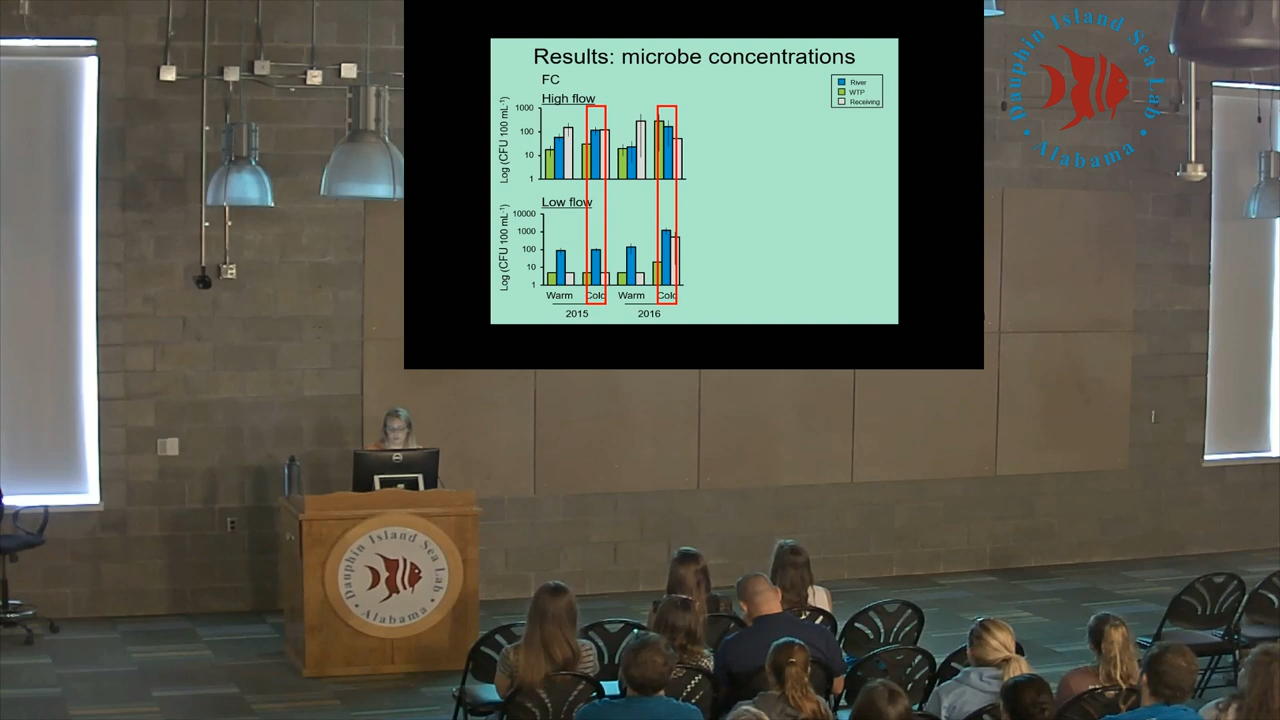 Results: microbe concentrations
FC
River
WTP
Receiving
High flow
Log (CFU 100 mL⁻¹)
1000
100
10
1
Low flow
Log (CFU 100 mL⁻¹)
10000
1000
100
10
1
Warm Cold Warm Cold
2015 2016
Dauphin Island Sea Lab
• Alabama •
DELL
Dauphin Island Sea Lab
• Alabama •